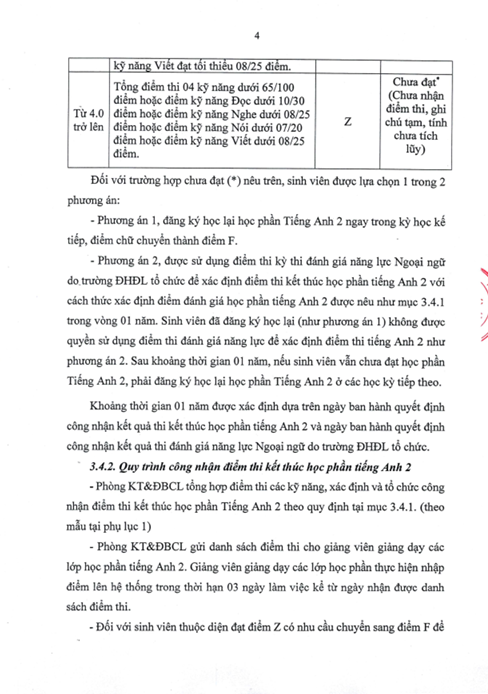 4
kỹ năng Viết đạt tối thiểu 08/25 điểm.
Từ 4.0
trở lên
Tổng điểm thi 04 kỹ năng dưới 65/100
điểm hoặc điểm kỹ năng Đọc dưới 10/30
điểm hoặc điểm kỹ năng Nghe dưới 08/25
điểm hoặc điểm kỹ năng Nói dưới 07/20
điểm hoặc điểm kỹ năng Viết dưới 08/25
điểm.
Z
Chưa đạt*
(Chưa nhận
điểm thi, ghi
chú tạm, tính
chưa tích
lũy)
Đối với trường hợp chưa đạt (*) nêu trên, sinh viên được lựa chọn 1 trong 2
phương án:
- Phương án 1, đăng ký học lại học phần Tiếng Anh 2 ngay trong kỳ học kế
tiếp, điểm chữ chuyển thành điểm F.
- Phương án 2, được sử dụng điểm thi kỳ thi đánh giá năng lực Ngoại ngữ
do trường ĐHĐL tổ chức để xác định điểm thi kết thúc học phần tiếng Anh 2 với
cách thức xác định điểm đánh giá học phần tiếng Anh 2 được nêu như mục 3.4.1
trong vòng 01 năm. Sinh viên đã đăng ký học lại (như phương án 1) không được
quyền sử dụng điểm thi đánh giá năng lực để xác định điểm thi tiếng Anh 2 như
phương án 2. Sau khoảng thời gian 01 năm, nếu sinh viên vẫn chưa đạt học phần
Tiếng Anh 2, phải đăng ký học lại học phần Tiếng Anh 2 ở các học kỳ tiếp theo.
Khoảng thời gian 01 năm được xác định dựa trên ngày ban hành quyết định
công nhận kết quả thi kết thúc học phần tiếng Anh 2 và ngày ban hành quyết định
công nhận kết quả thi đánh giá năng lực Ngoại ngữ do trường ĐHĐL tổ chức.
3.4.2. Quy trình công nhận điểm thi kết thúc học phần tiếng Anh 2
- Phòng KT&ĐBCL tổng hợp điểm thi các kỹ năng, xác định và tổ chức công
nhận điểm thi kết thúc học phần Tiếng Anh 2 theo quy định tại mục 3.4.1. (theo
mẫu tại phụ lục 1)
- Phòng KT&ĐBCL gửi danh sách điểm thi cho giảng viên giảng dạy các
lớp học phần tiếng Anh 2. Giảng viên giảng dạy các lớp học phần thực hiện nhập
điểm lên hệ thống trong thời hạn 03 ngày làm việc kể từ ngày nhận được danh
sách điểm thi.
- Đối với sinh viên thuộc diện đạt điểm Z có nhu cầu chuyển sang điểm F để